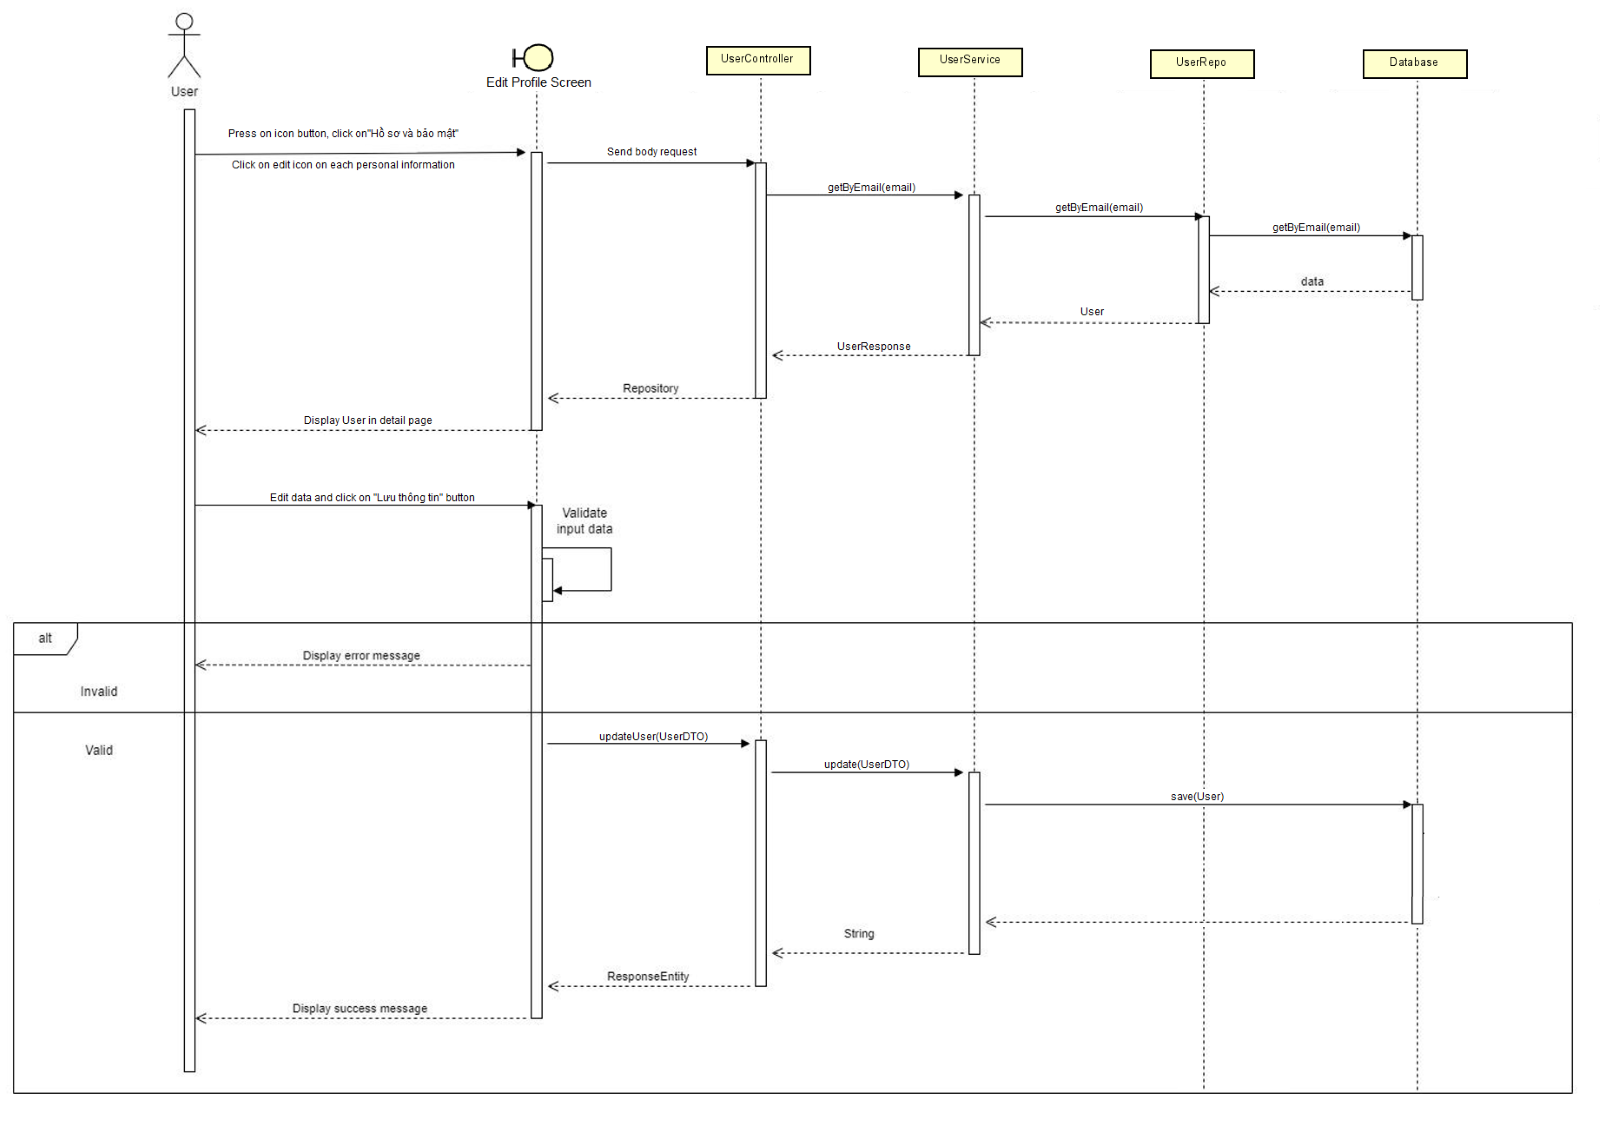 User
Edit Profile Screen
UserController
UserService
UserRepo
Database
Press on icon button, click on"Hồ sơ và bảo mật"
Click on edit icon on each personal information
Send body request
getByEmail(email)
getByEmail(email)
getByEmail(email)
data
User
UserResponse
Repository
Display User in detail page
Edit data and click on "Lưu thông tin" button
Validate
input data
alt
Display error message
Invalid
Valid
updateUser(UserDTO)
update(UserDTO)
save(User)
String
ResponseEntity
Display success message